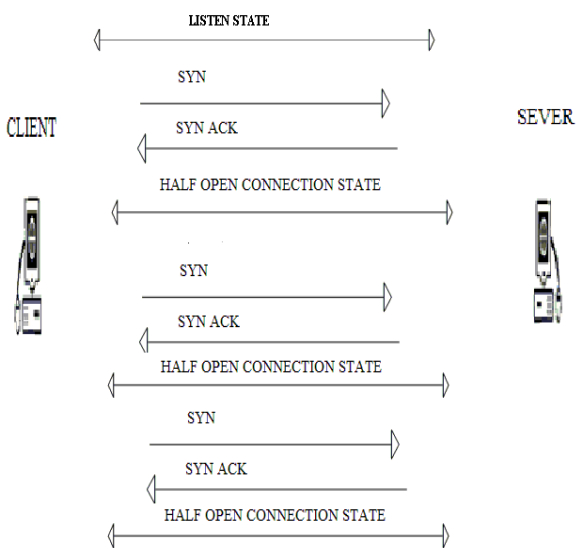 LISTEN STATE
SYN
SEVER
CLIENT
SYN ACK
HALF OPEN CONNECTION STATE
SYN
SYN ACK
HALF OPEN CONNECTION STATE
SYN
SYN ACK
HALF OPEN CONNECTION STATE